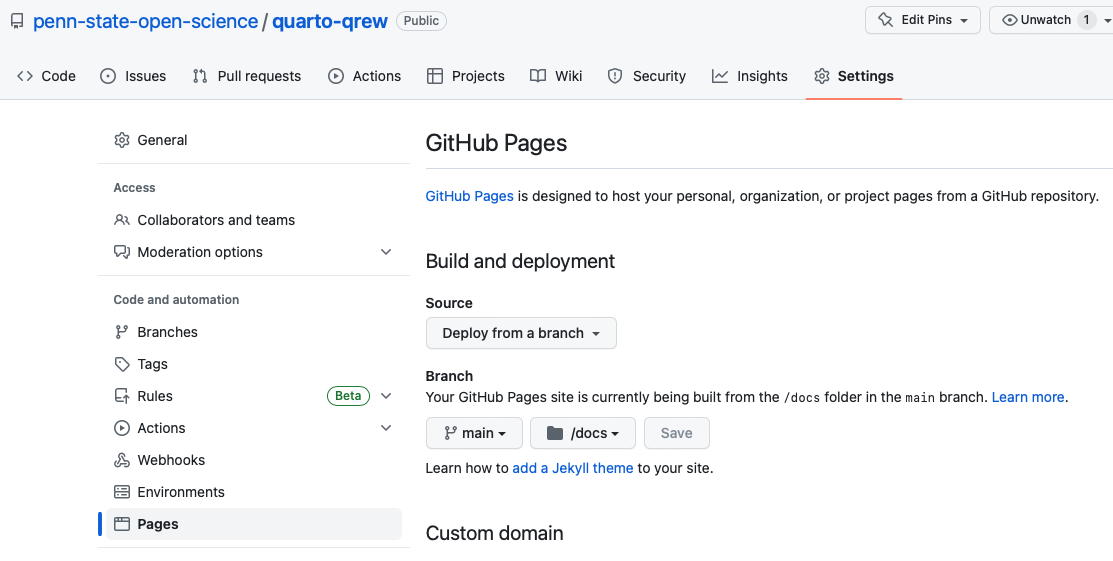 penn-state-open-science / quarto-qrew Public
Edit Pins
Unwatch 1
Code Issues Pull requests Actions Projects Wiki Security Insights Settings
General
Access
Collaborators and teams
Moderation options
Code and automation
Branches
Tags
Rules Beta
Actions
Webhooks
Environments
Pages
GitHub Pages
GitHub Pages is designed to host your personal, organization, or project pages from a GitHub repository.
Build and deployment
Source
Deploy from a branch
Branch
Your GitHub Pages site is currently being built from the /docs folder in the main branch. Learn more.
main /docs Save
Learn how to add a Jekyll theme to your site.
Custom domain